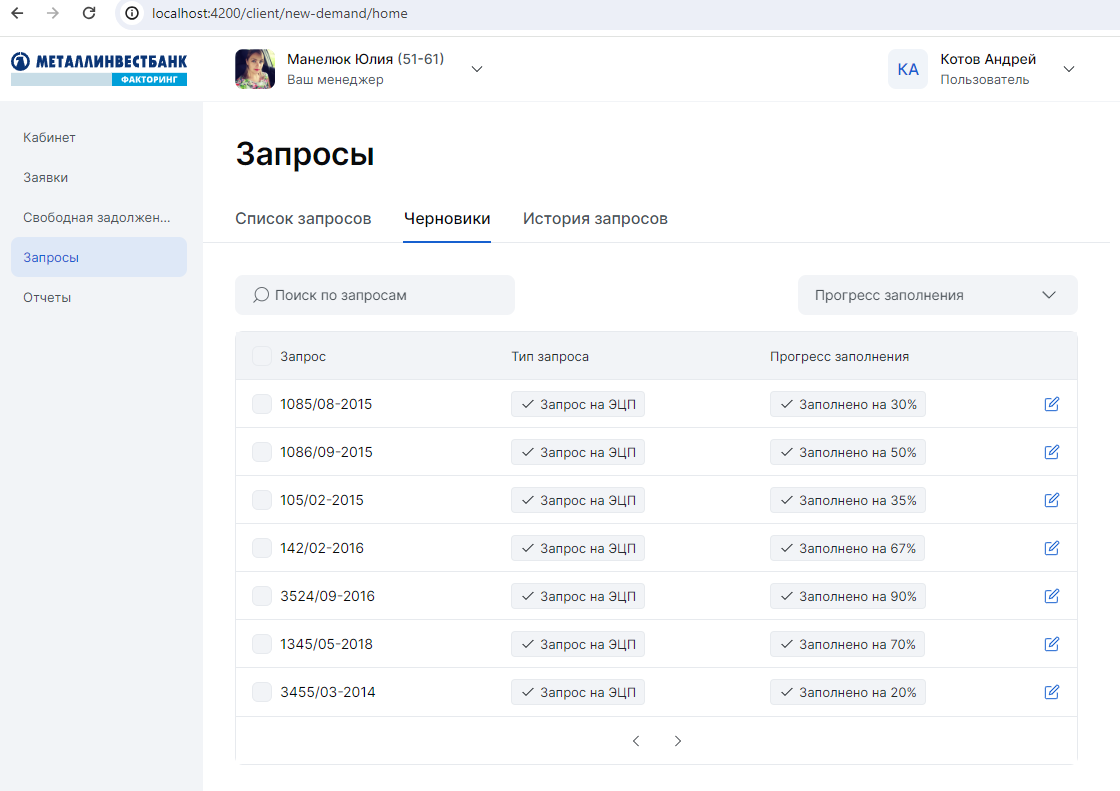 localhost:4200/client/new-demand/home
МЕТАЛЛИНВЕСТБАНК
ФАКТОРИНГ
Манелюк Юлия (51-61)
Ваш менеджер
КА
Котов Андрей
Пользователь
Кабинет
Заявки
Свободная задолжен...
Запросы
Отчеты
Запросы
Список запросов Черновики История запросов
Поиск по запросам
Прогресс заполнения
Запрос Тип запроса Прогресс заполнения
1085/08-2015 Запрос на ЭЦП Заполнено на 30%
1086/09-2015 Запрос на ЭЦП Заполнено на 50%
105/02-2015 Запрос на ЭЦП Заполнено на 35%
142/02-2016 Запрос на ЭЦП Заполнено на 67%
3524/09-2016 Запрос на ЭЦП Заполнено на 90%
1345/05-2018 Запрос на ЭЦП Заполнено на 70%
3455/03-2014 Запрос на ЭЦП Заполнено на 20%